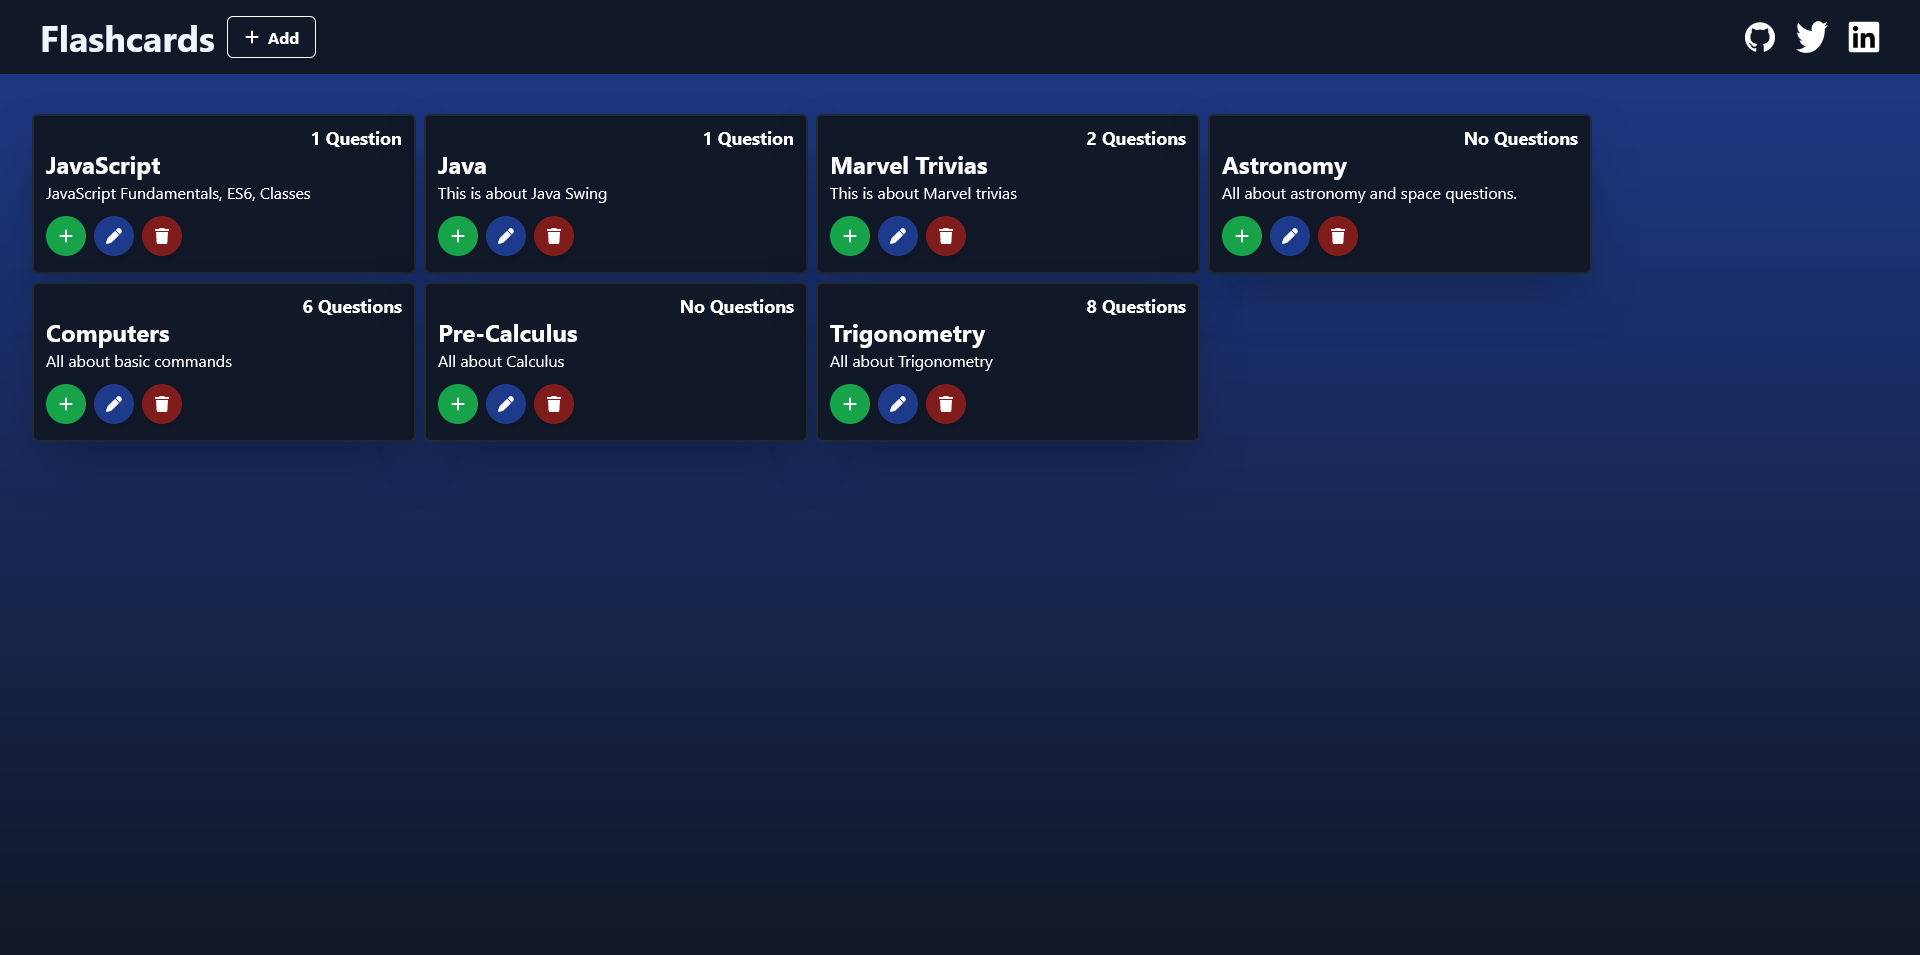 Flashcards
+ Add
1 Question
JavaScript
JavaScript Fundamentals, ES6, Classes
1 Question
Java
This is about Java Swing
2 Questions
Marvel Trivias
This is about Marvel trivias
No Questions
Astronomy
All about astronomy and space questions.
6 Questions
Computers
All about basic commands
No Questions
Pre-Calculus
All about Calculus
8 Questions
Trigonometry
All about Trigonometry